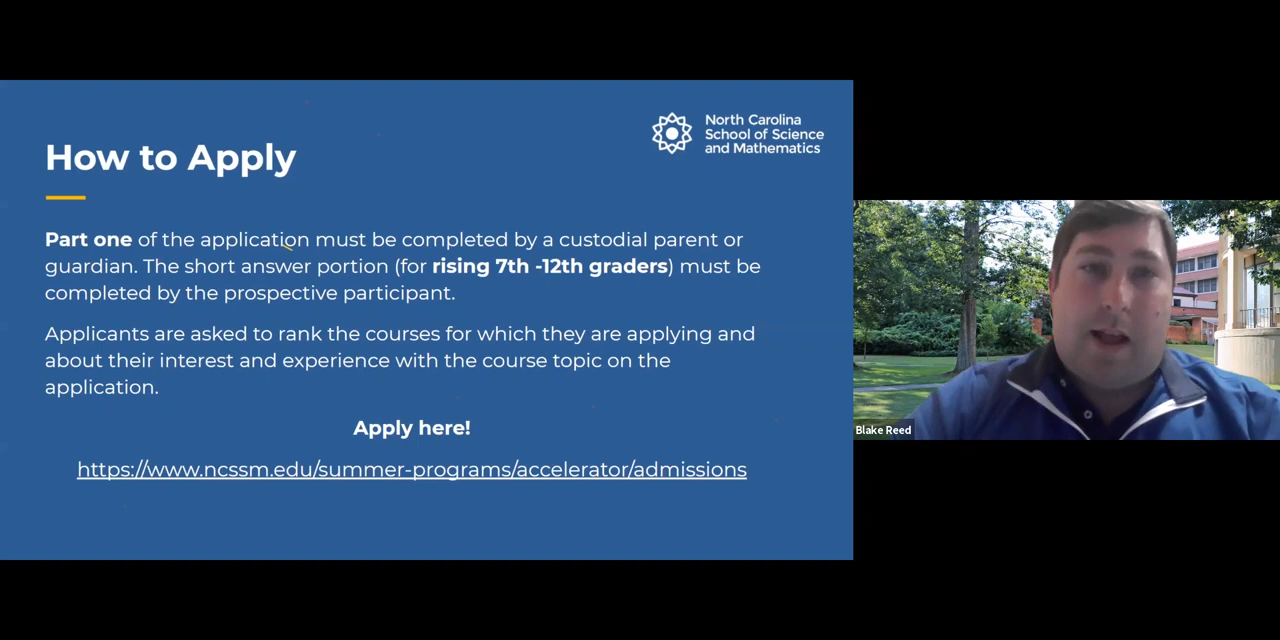 North Carolina
School of Science
and Mathematics
How to Apply
Part one of the application must be completed by a custodial parent or
guardian. The short answer portion (for rising 7th -12th graders) must be
completed by the prospective participant.
Applicants are asked to rank the courses for which they are applying and
about their interest and experience with the course topic on the
application.
Apply here!
https://www.ncssm.edu/summer-programs/accelerator/admissions
Blake Reed